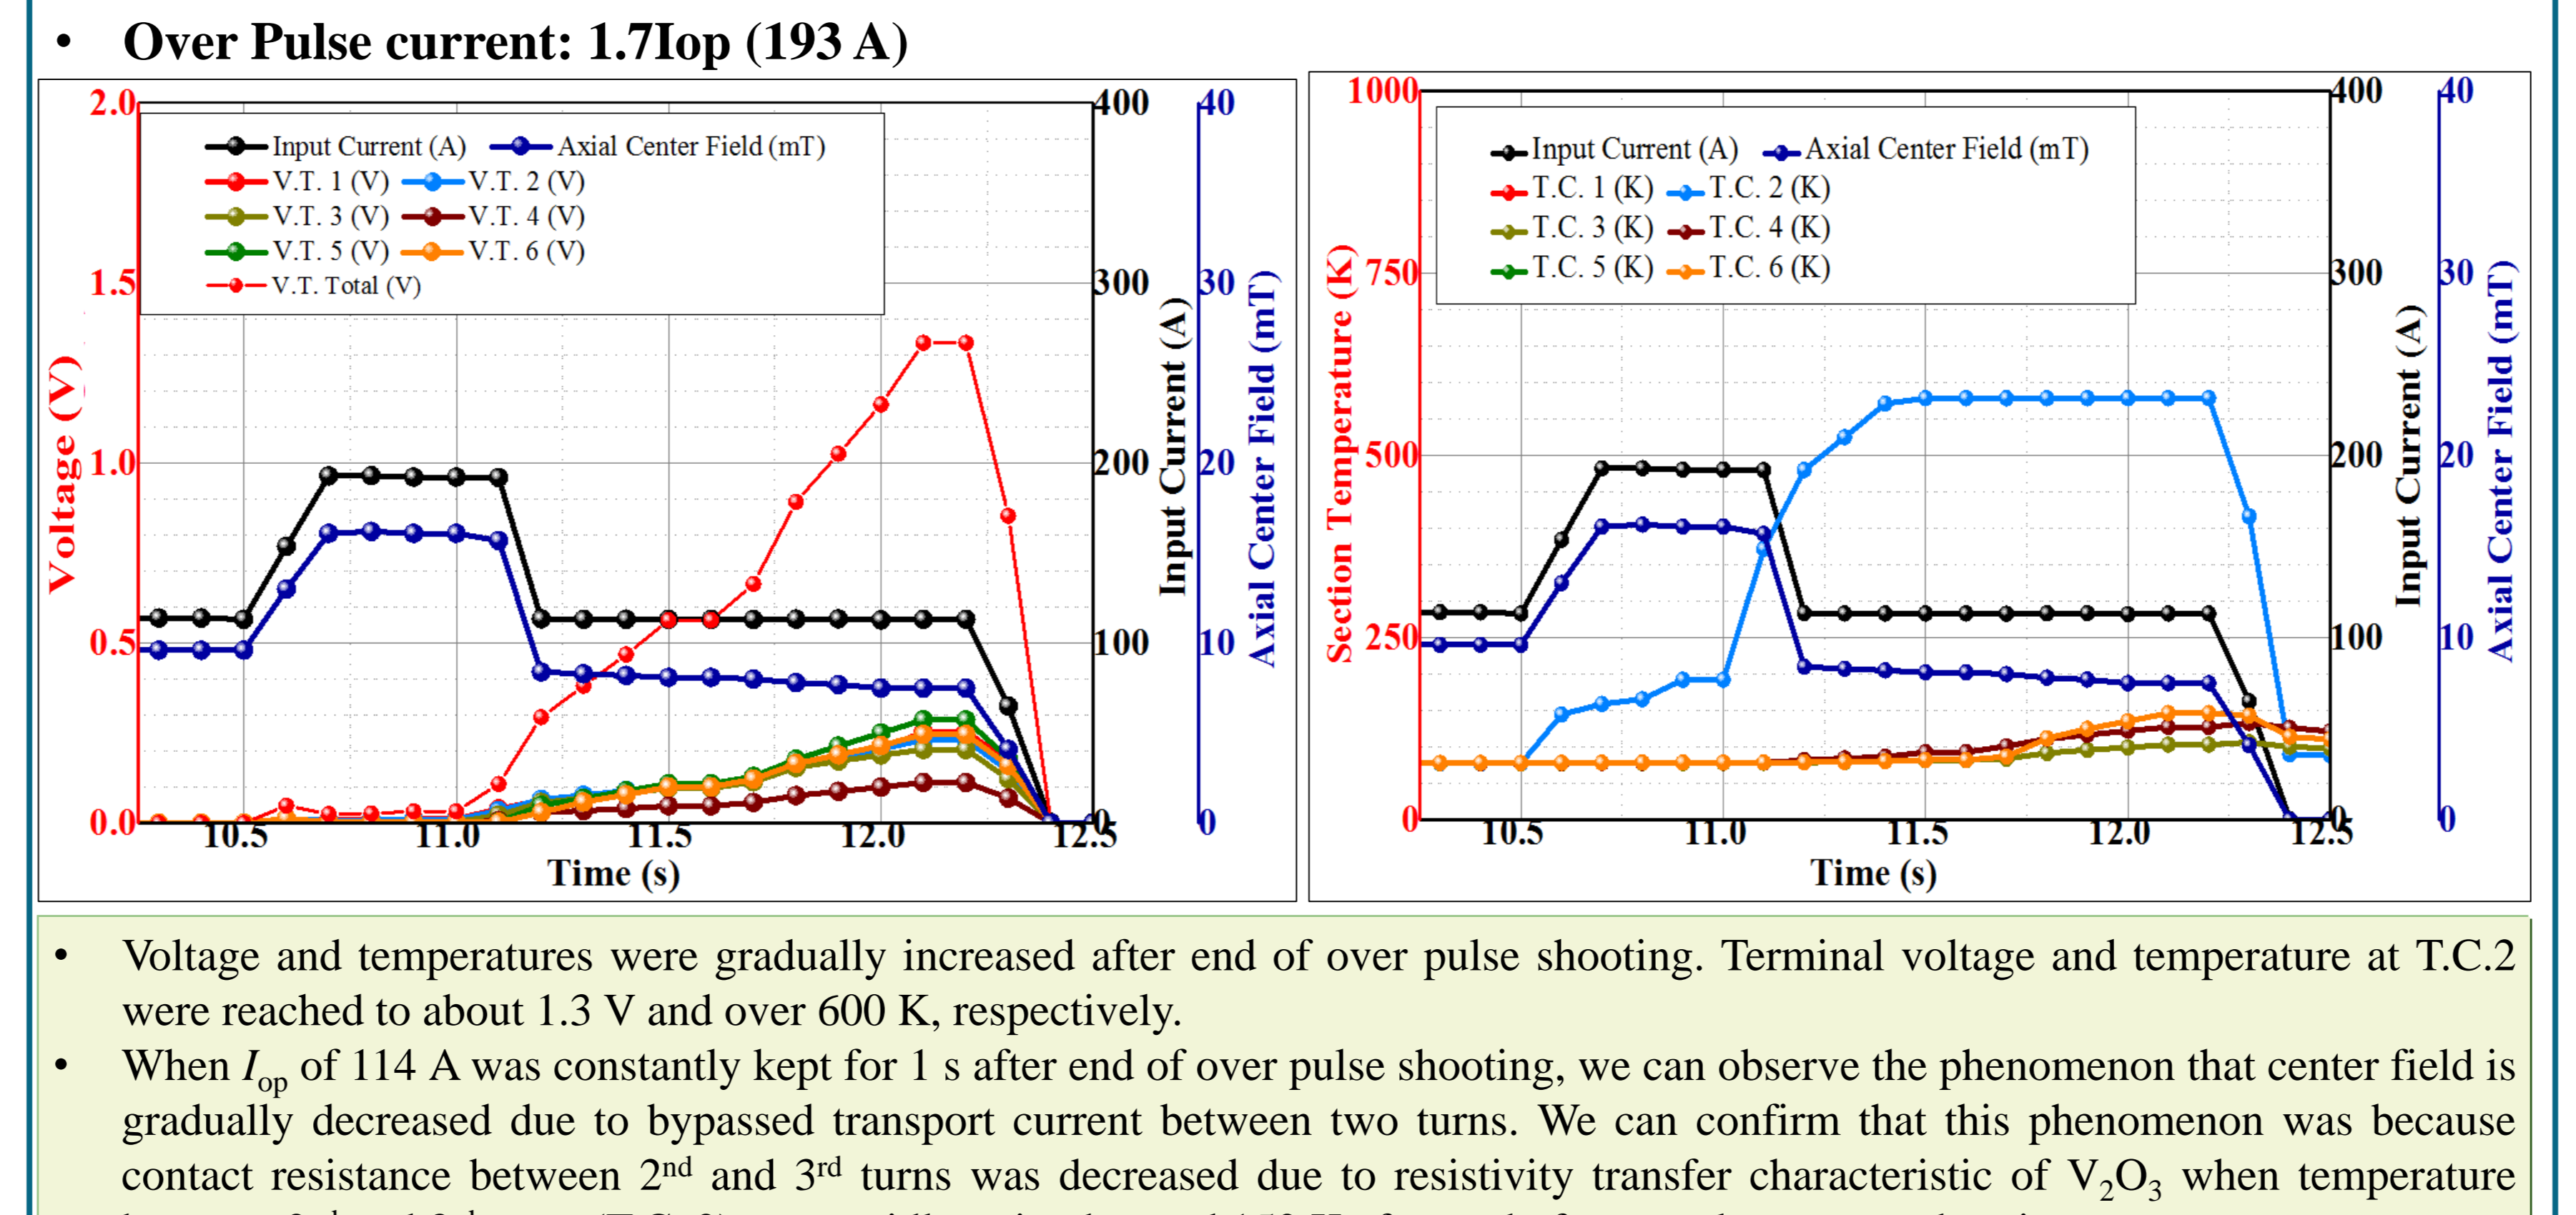 • Over Pulse current: 1.7Iop (193 A)
2.0
1.5
1.0
0.5
0.0
Voltage (V)
Input Current (A) Axial Center Field (mT)
V.T. 1 (V) V.T. 2 (V)
V.T. 3 (V) V.T. 4 (V)
V.T. 5 (V) V.T. 6 (V)
V.T. Total (V)
400
300
200
100
0
Input Current (A)
40
30
20
10
0
Axial Center Field (mT)
10.5 11.0 11.5 12.0 12.5
Time (s)
1000
750
500
250
0
Section Temperature (K)
Input Current (A) Axial Center Field (mT)
T.C. 1 (K) T.C. 2 (K)
T.C. 3 (K) T.C. 4 (K)
T.C. 5 (K) T.C. 6 (K)
400
300
200
100
0
Input Current (A)
40
30
20
10
0
Axial Center Field (mT)
10.5 11.0 11.5 12.0 12.5
Time (s)
• Voltage and temperatures were gradually increased after end of over pulse shooting. Terminal voltage and temperature at T.C.2
were reached to about 1.3 V and over 600 K, respectively.
• When Iop of 114 A was constantly kept for 1 s after end of over pulse shooting, we can observe the phenomenon that center field is
gradually decreased due to bypassed transport current between two turns. We can confirm that this phenomenon was because
contact resistance between 2nd and 3rd turns was decreased due to resistivity transfer characteristic of V₂O₃ when temperature